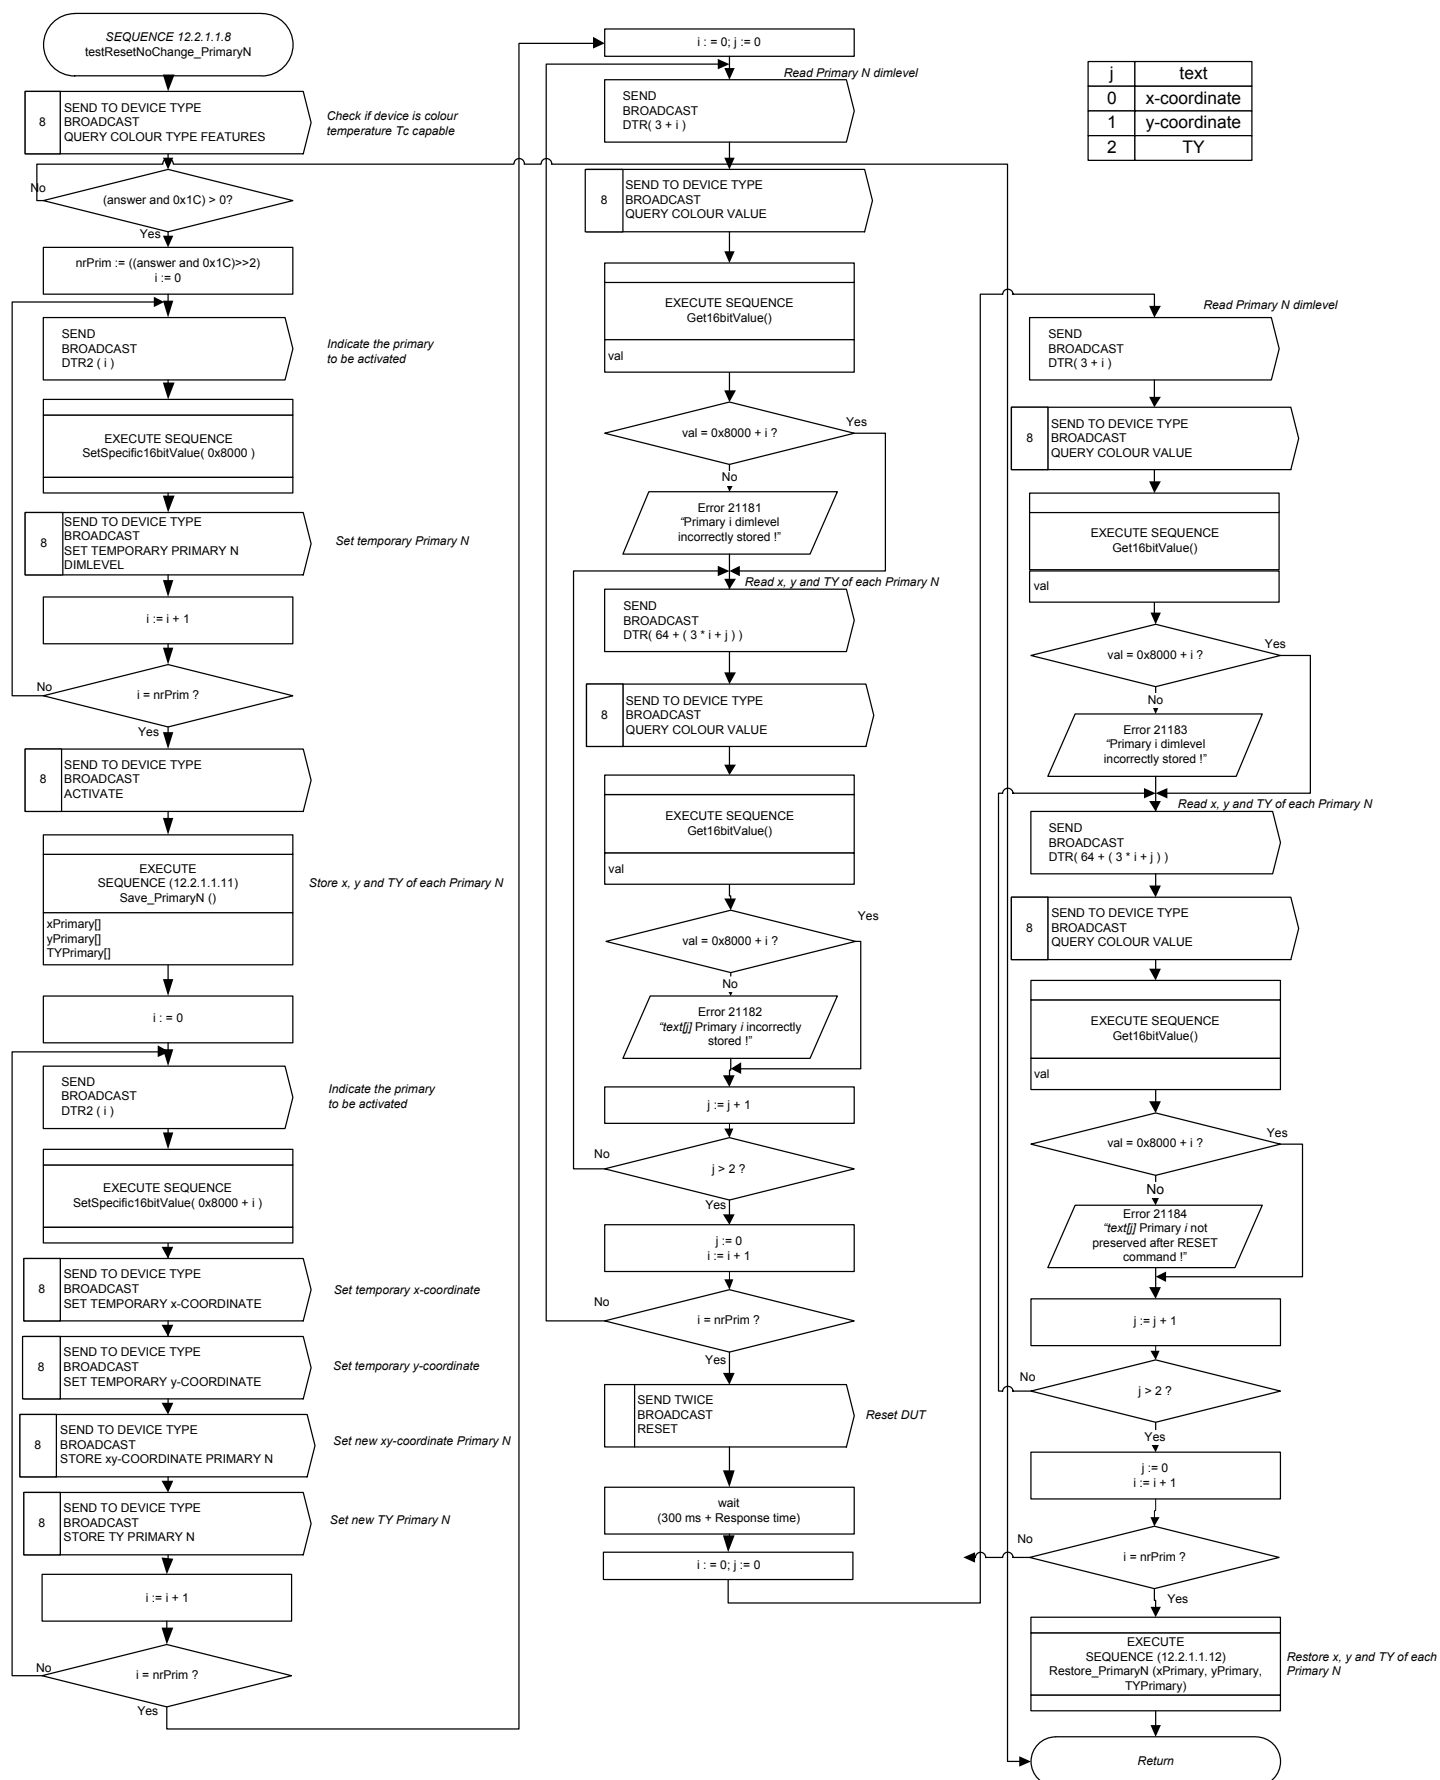 SEQUENCE 12.2.1.1.8
testResetNoChange_PrimaryN
8
SEND TO DEVICE TYPE
BROADCAST
QUERY COLOUR TYPE FEATURES
Check if device is colour
temperature Tc capable
No
(answer and 0x1C) > 0?
Yes
nrPrim := ((answer and 0x1C)>>2)
i := 0
SEND
BROADCAST
DTR2 ( i )
Indicate the primary
to be activated
EXECUTE SEQUENCE
SetSpecific16bitValue( 0x8000 )
8
SEND TO DEVICE TYPE
BROADCAST
SET TEMPORARY PRIMARY N
DIMLEVEL
Set temporary Primary N
i := i + 1
No
i = nrPrim ?
Yes
8
SEND TO DEVICE TYPE
BROADCAST
ACTIVATE
EXECUTE
SEQUENCE (12.2.1.1.11)
Save_PrimaryN ()
Store x, y and TY of each Primary N
xPrimary[]
yPrimary[]
TYPrimary[]
i : = 0
SEND
BROADCAST
DTR2 ( i )
Indicate the primary
to be activated
EXECUTE SEQUENCE
SetSpecific16bitValue( 0x8000 + i )
8
SEND TO DEVICE TYPE
BROADCAST
SET TEMPORARY x-COORDINATE
Set temporary x-coordinate
8
SEND TO DEVICE TYPE
BROADCAST
SET TEMPORARY y-COORDINATE
Set temporary y-coordinate
8
SEND TO DEVICE TYPE
BROADCAST
STORE xy-COORDINATE PRIMARY N
Set new xy-coordinate Primary N
8
SEND TO DEVICE TYPE
BROADCAST
STORE TY PRIMARY N
Set new TY Primary N
i := i + 1
No
i = nrPrim ?
Yes
i : = 0; j := 0
Read Primary N dimlevel
SEND
BROADCAST
DTR( 3 + i )
8
SEND TO DEVICE TYPE
BROADCAST
QUERY COLOUR VALUE
EXECUTE SEQUENCE
Get16bitValue()
val
Yes
val = 0x8000 + i ?
No
Error 21181
“Primary i dimlevel
incorrectly stored !”
Read x, y and TY of each Primary N
SEND
BROADCAST
DTR( 64 + ( 3 * i + j ) )
8
SEND TO DEVICE TYPE
BROADCAST
QUERY COLOUR VALUE
EXECUTE SEQUENCE
Get16bitValue()
val
Yes
val = 0x8000 + i ?
No
Error 21182
“text[j] Primary i incorrectly
stored !”
j := j + 1
No
j > 2 ?
Yes
j := 0
i := i + 1
No
i = nrPrim ?
Yes
SEND TWICE
BROADCAST
RESET
Reset DUT
wait
(300 ms + Response time)
i : = 0; j := 0
j text
0 x-coordinate
1 y-coordinate
2 TY
Read Primary N dimlevel
SEND
BROADCAST
DTR( 3 + i )
8
SEND TO DEVICE TYPE
BROADCAST
QUERY COLOUR VALUE
EXECUTE SEQUENCE
Get16bitValue()
val
Yes
val = 0x8000 + i ?
No
Error 21183
“Primary i dimlevel
incorrectly stored !”
Read x, y and TY of each Primary N
SEND
BROADCAST
DTR( 64 + ( 3 * i + j ) )
8
SEND TO DEVICE TYPE
BROADCAST
QUERY COLOUR VALUE
EXECUTE SEQUENCE
Get16bitValue()
val
Yes
val = 0x8000 + i ?
No
Error 21184
“text[j] Primary i not
preserved after RESET
command !”
j := j + 1
No
j > 2 ?
Yes
j := 0
i := i + 1
No
i = nrPrim ?
Yes
EXECUTE
SEQUENCE (12.2.1.1.12)
Restore_PrimaryN (xPrimary, yPrimary,
TYPrimary)
Restore x, y and TY of each
Primary N
Return